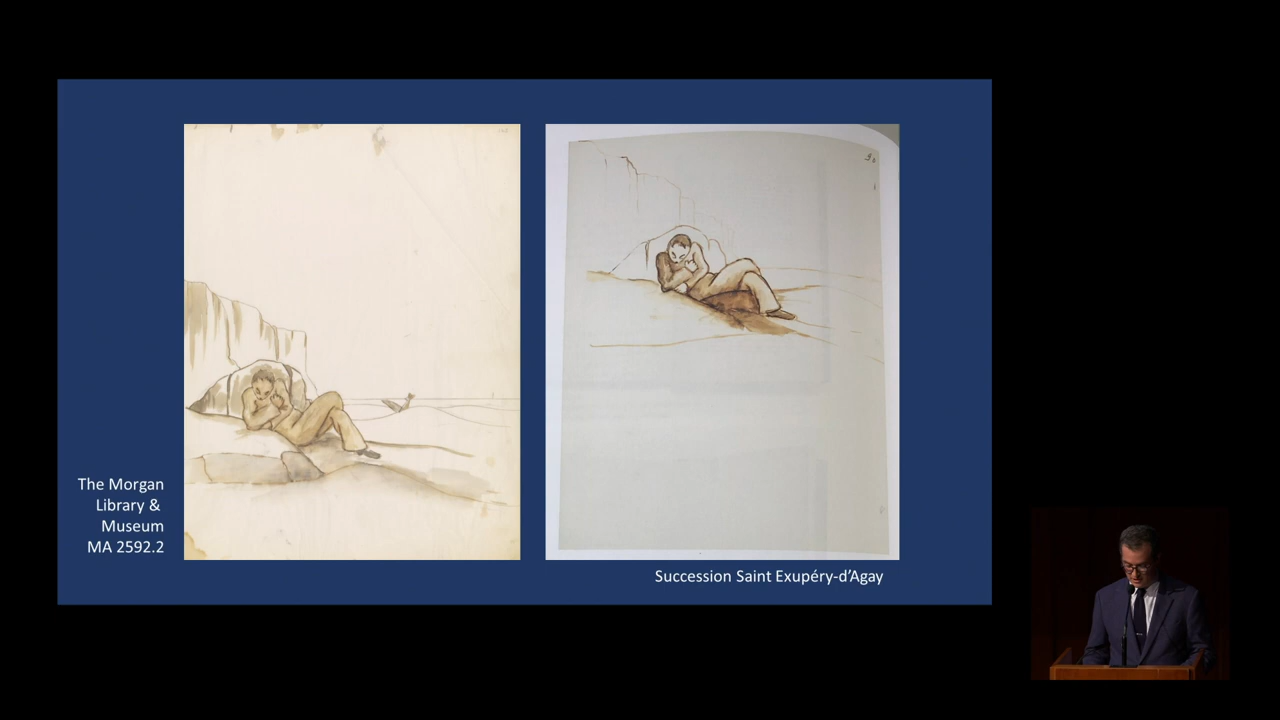 The Morgan
Library &
Museum
MA 2592.2
Succession Saint Exupéry-d'Agay